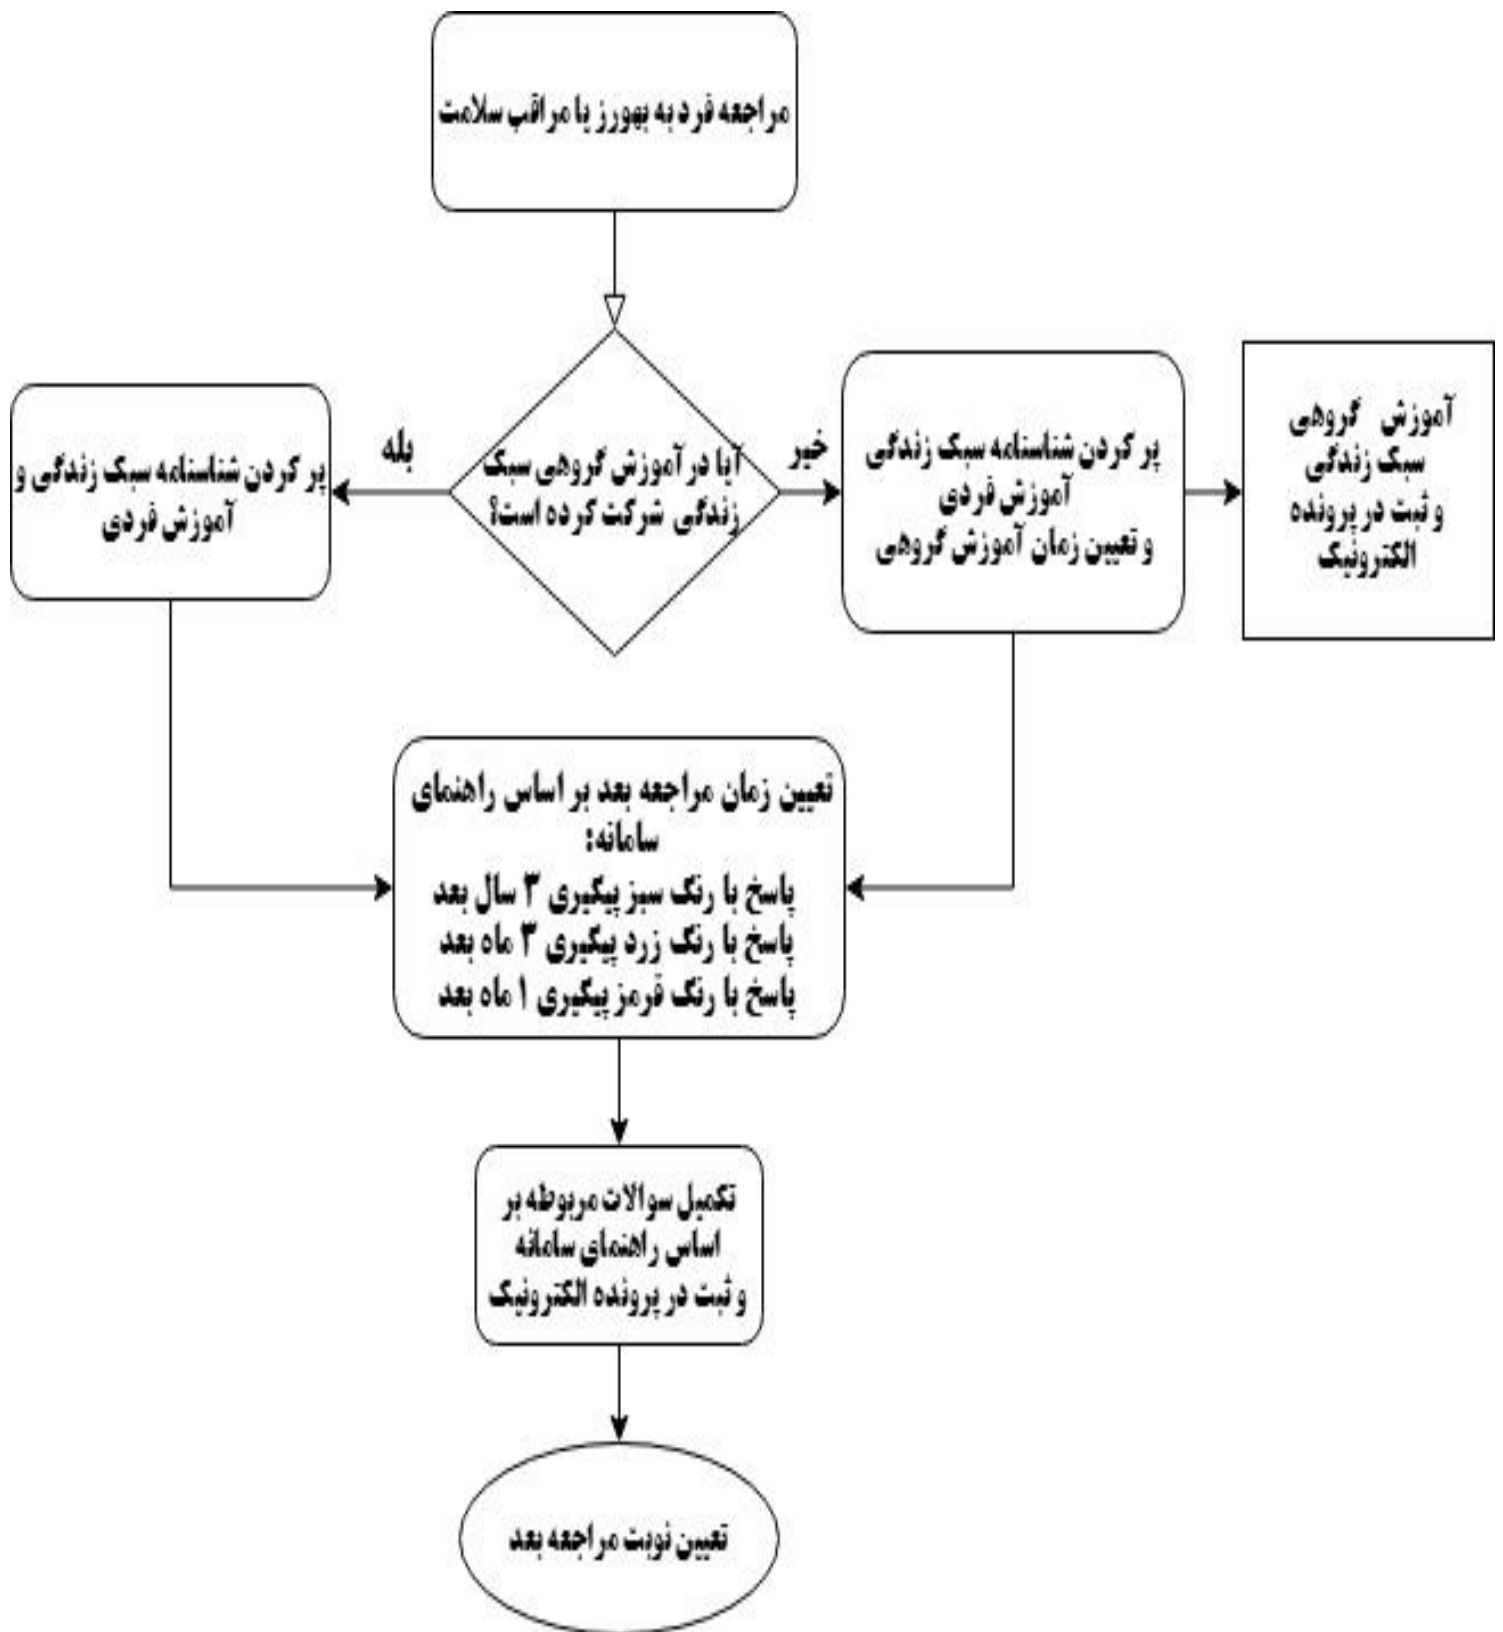 مراجعه فرد به بهورز یا مراقب سلامت
آیا در آموزش گروهی سبک
زندگی شرکت کرده است؟
خیر
پر کردن شناسنامه سبک زندگی
آموزش فردی
و تعیین زمان آموزش گروهی
آموزش گروهی
سبک زندگی
و ثبت در پرونده
الکترونیک
بله
پر کردن شناسنامه سبک زندگی و
آموزش فردی
تعیین زمان مراجعه بعد بر اساس راهنمای
سامانه:
پاسخ با رنگ سبز پیگیری ۳ سال بعد
پاسخ با رنگ زرد پیگیری ۳ ماه بعد
پاسخ با رنگ قرمز پیگیری ۱ ماه بعد
تکمیل سوالات مربوطه بر
اساس راهنمای سامانه
و ثبت در پرونده الکترونیک
تعیین نوبت مراجعه بعد